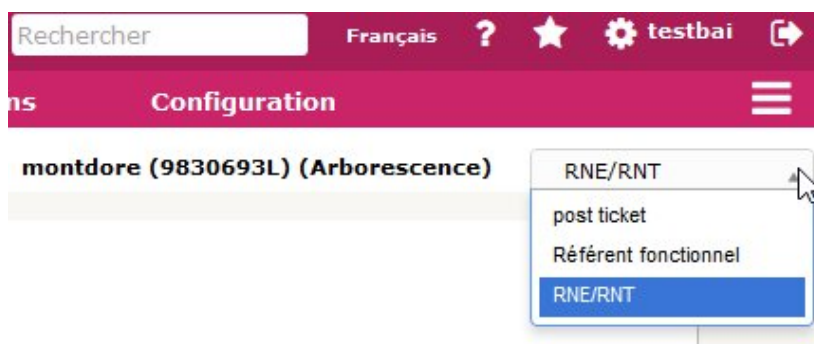 Rechercher Français ? testbai
ns Configuration
montdore (9830693L) (Arborescence) RNE/RNT
post ticket
Référent fonctionnel
RNE/RNT